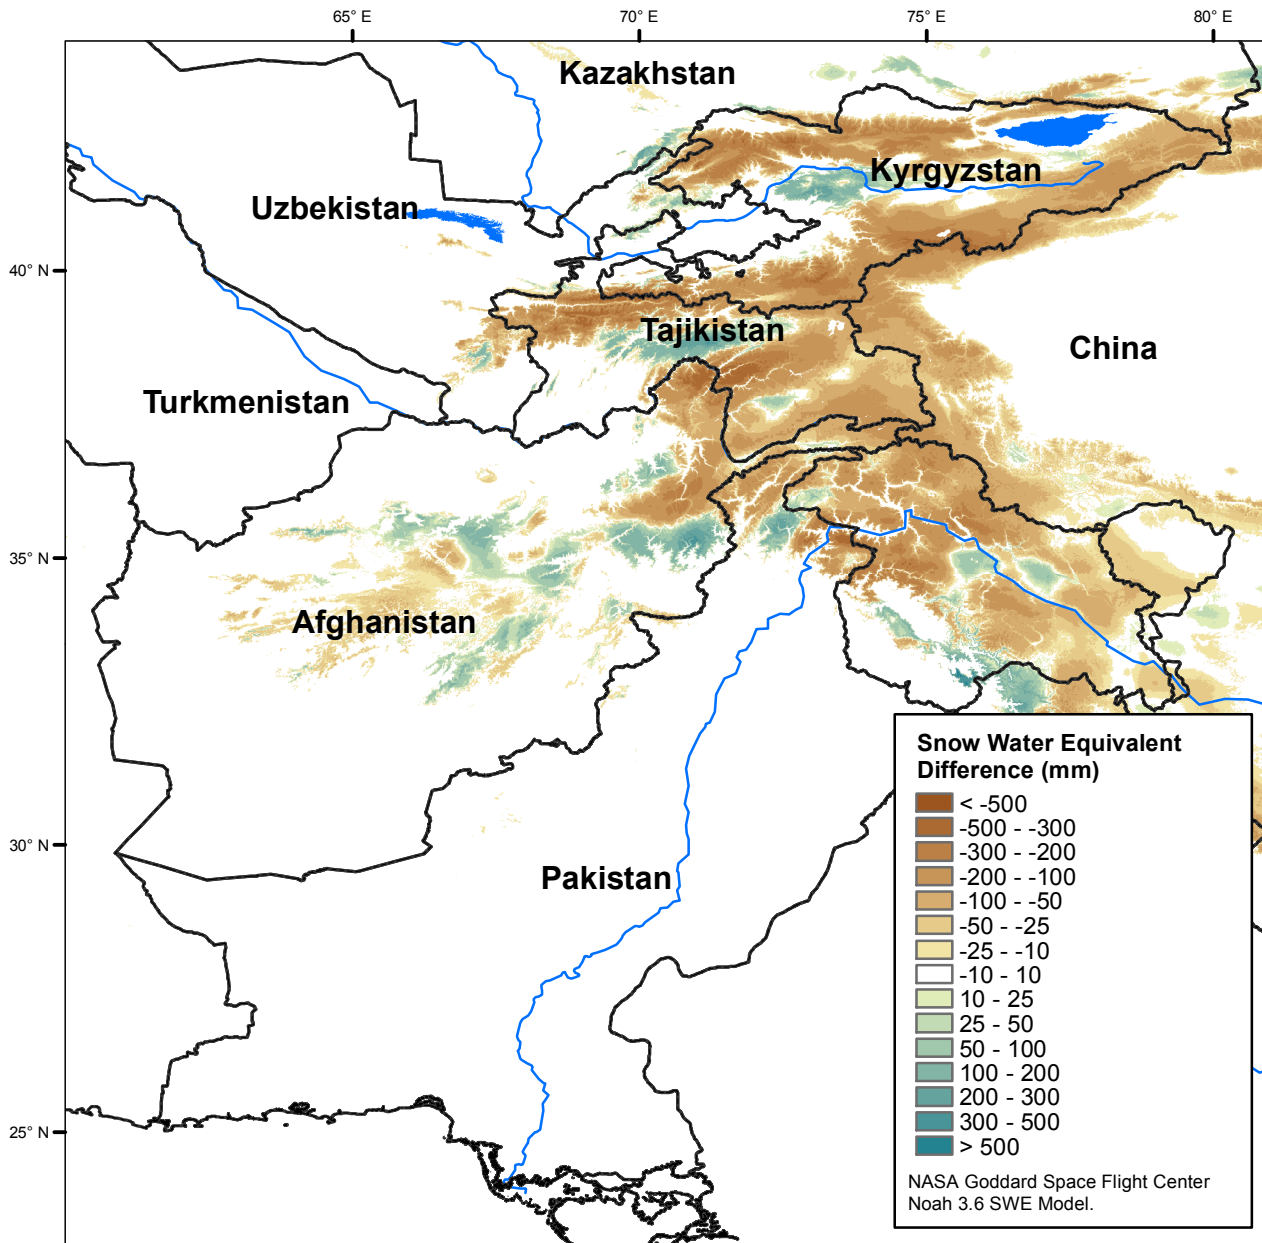 65° E
70° E
75° E
80° E
Kazakhstan
Kyrgyzstan
Uzbekistan
40° N
Tajikistan
China
Turkmenistan
35° N
Afghanistan
30° N
Pakistan
25° N
Snow Water Equivalent
Difference (mm)
< -500
-500 - -300
-300 - -200
-200 - -100
-100 - -50
-50 - -25
-25 - -10
-10 - 10
10 - 25
25 - 50
50 - 100
100 - 200
200 - 300
300 - 500
> 500
NASA Goddard Space Flight Center
Noah 3.6 SWE Model.